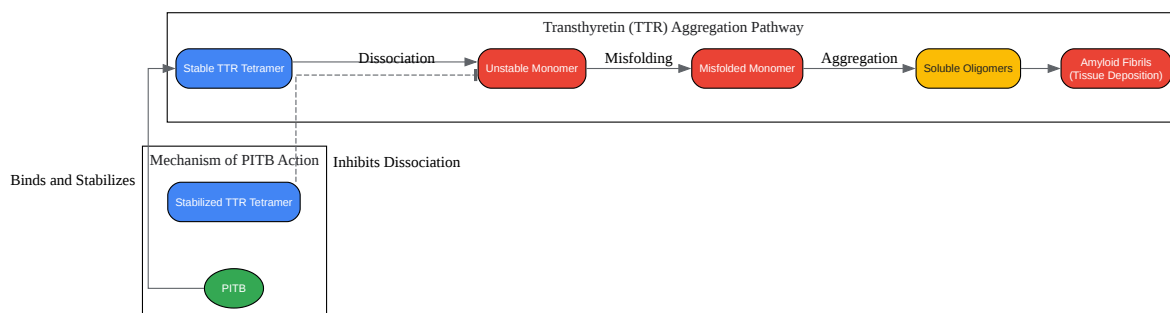 Transthyretin (TTR) Aggregation Pathway
Stable TTR Tetramer
Dissociation
Unstable Monomer
Misfolding
Misfolded Monomer
Aggregation
Soluble Oligomers
Amyloid Fibrils
(Tissue Deposition)
Mechanism of PITB Action
Inhibits Dissociation
Binds and Stabilizes
Stabilized TTR Tetramer
PITB